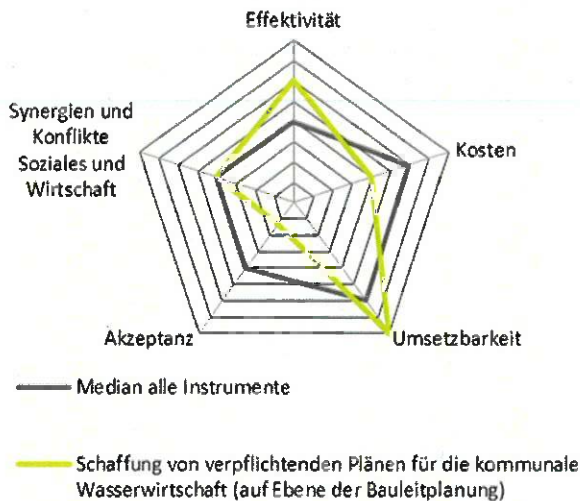 Effektivität
Synergien und
Konflikte
Soziales und
Wirtschaft
Kosten
Akzeptanz
Umsetzbarkeit
Median alle Instrumente
Schaffung von verpflichtenden Plänen für die kommunale
Wasserwirtschaft (auf Ebene der Bauleitplanung)